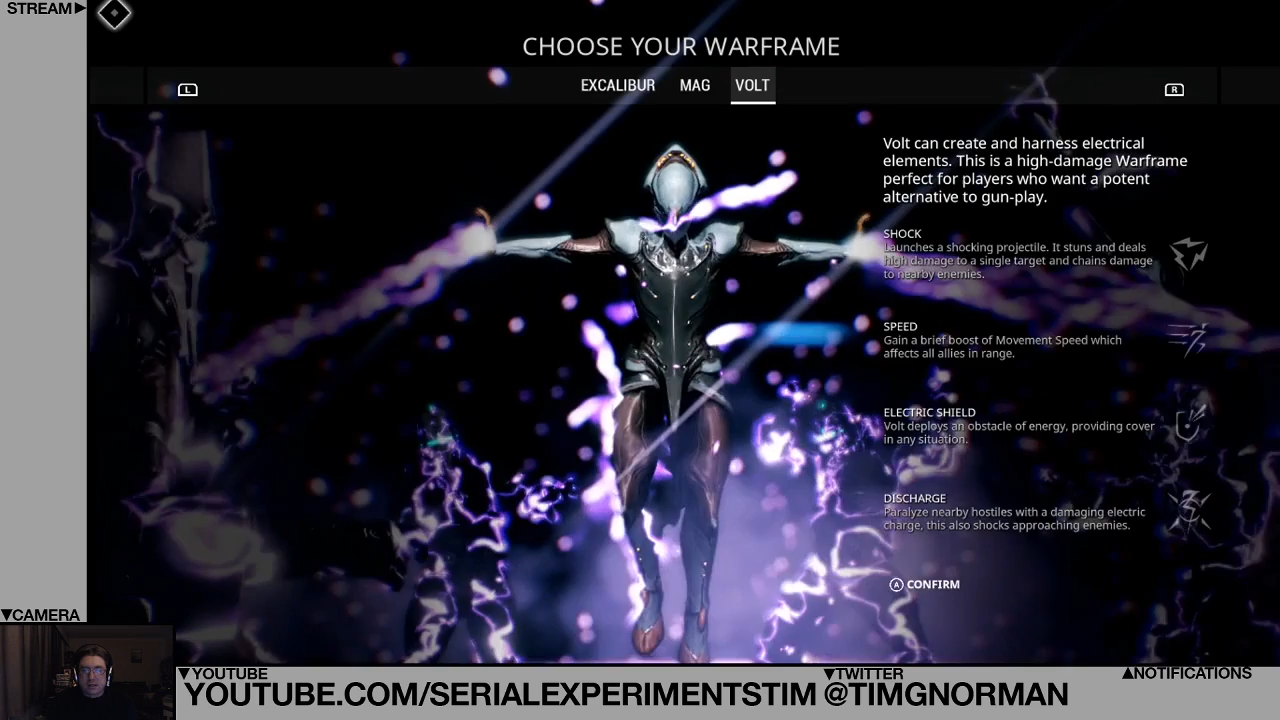 STREAM▶
CHOOSE YOUR WARFRAME
L
EXCALIBUR MAG VOLT
R
Volt can create and harness electrical
elements. This is a high-damage Warframe
perfect for players who want a potent
alternative to gun-play.
SHOCK
Launches a shocking projectile. It stuns and deals
high damage to a single target and chains damage
to nearby enemies.
SPEED
Gain a brief boost of Movement Speed which
affects all allies in range.
ELECTRIC SHIELD
Volt deploys an obstacle of energy, providing cover
in any situation.
DISCHARGE
Paralyze nearby hostiles with a damaging electric
charge, this also shocks approaching enemies.
A CONFIRM
▼CAMERA
▼YOUTUBE
YOUTUBE.COM/SERIALEXPERIMENTSTIM
▼TWITTER
@TIMGNORMAN
▲NOTIFICATIONS